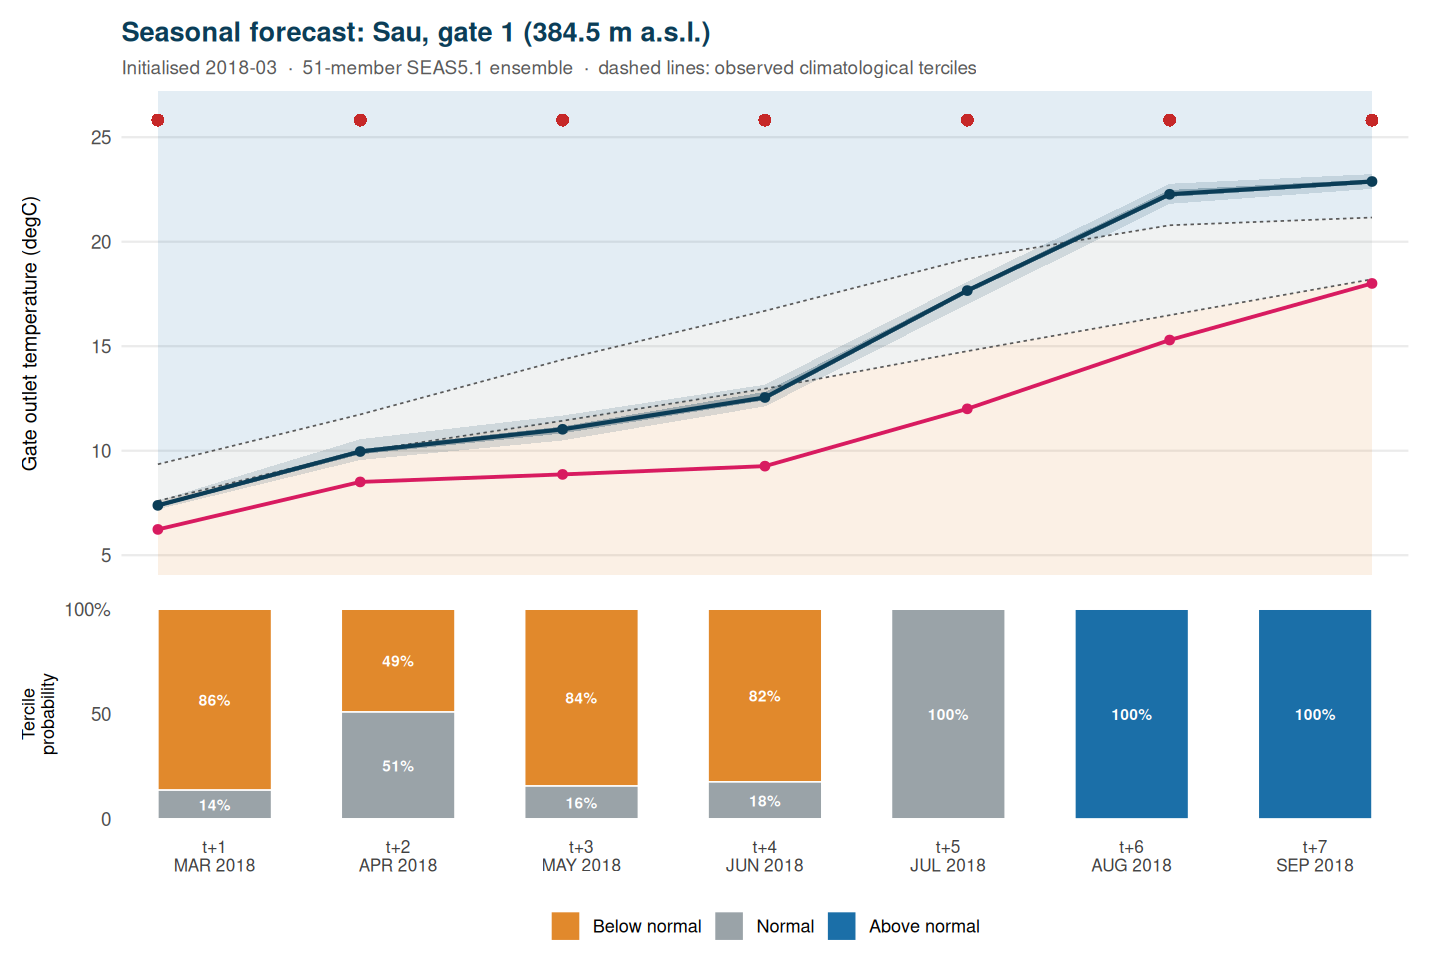 Seasonal forecast: Sau, gate 1 (384.5 m a.s.l.)
Initialised 2018-03 · 51-member SEAS5.1 ensemble · dashed lines: observed climatological terciles
Gate outlet temperature (degC)
25
20
15
10
5
Tercile
probability
100%
50
0
86%
14%
49%
51%
84%
16%
82%
18%
100%
100%
100%
t+1
MAR 2018
t+2
APR 2018
t+3
MAY 2018
t+4
JUN 2018
t+5
JUL 2018
t+6
AUG 2018
t+7
SEP 2018
Below normal
Normal
Above normal